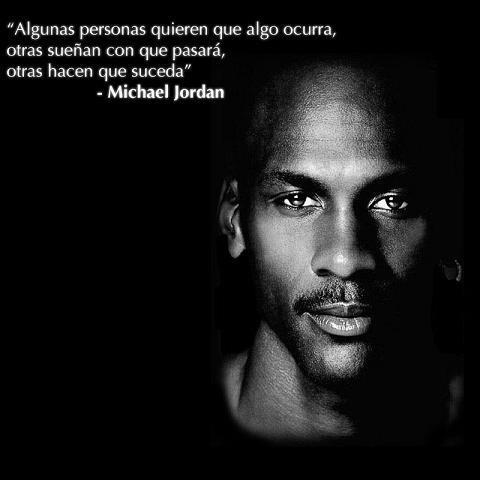 “Algunas personas quieren que algo ocurra,
otras sueñan con que pasará,
otras hacen que suceda”
- Michael Jordan